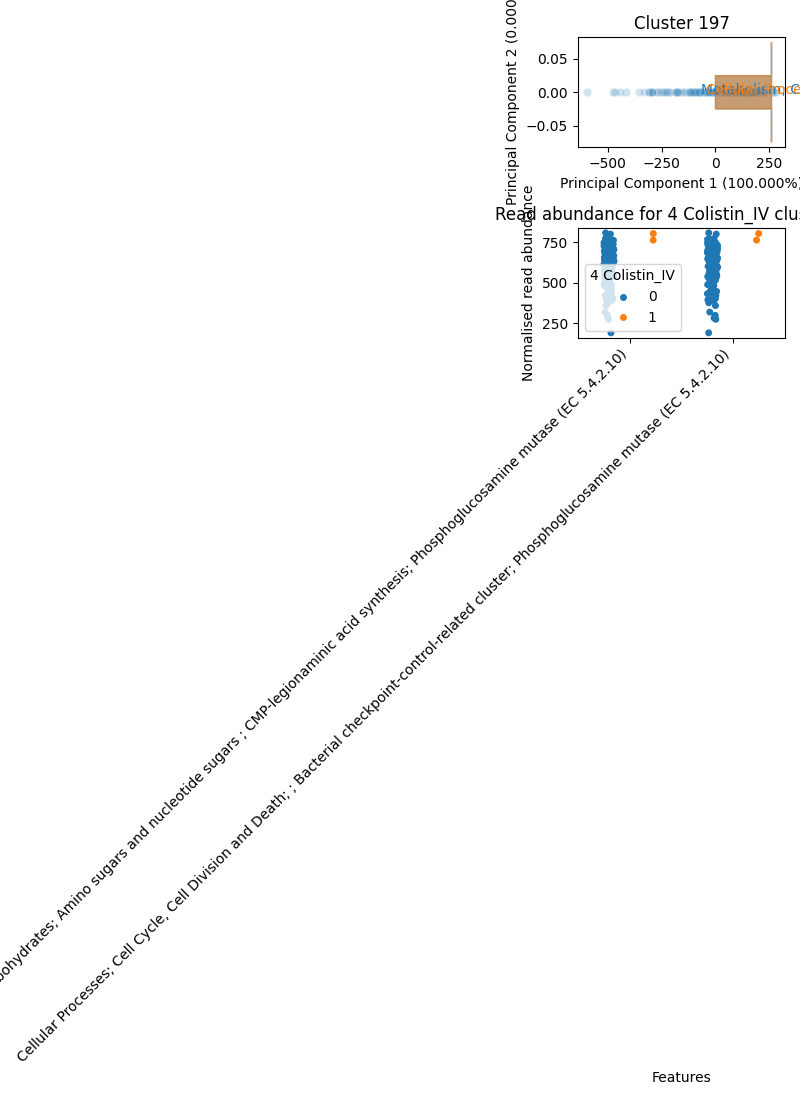 Cluster 197
Principal Component 2 (0.000
0.05
0.00
−0.05
Metabolism, C
−500
−250
0
250
Principal Component 1 (100.000%)
Read abundance for 4 Colistin_IV clus
Normalised read abundance
750
500
250
4 Colistin_IV
0
1
bohydrates; Amino sugars and nucleotide sugars ; CMP-legionaminic acid synthesis; Phosphoglucosamine mutase (EC 5.4.2.10)
Cellular Processes; Cell Cycle, Cell Division and Death; ; Bacterial checkpoint-control-related cluster; Phosphoglucosamine mutase (EC 5.4.2.10)
Features